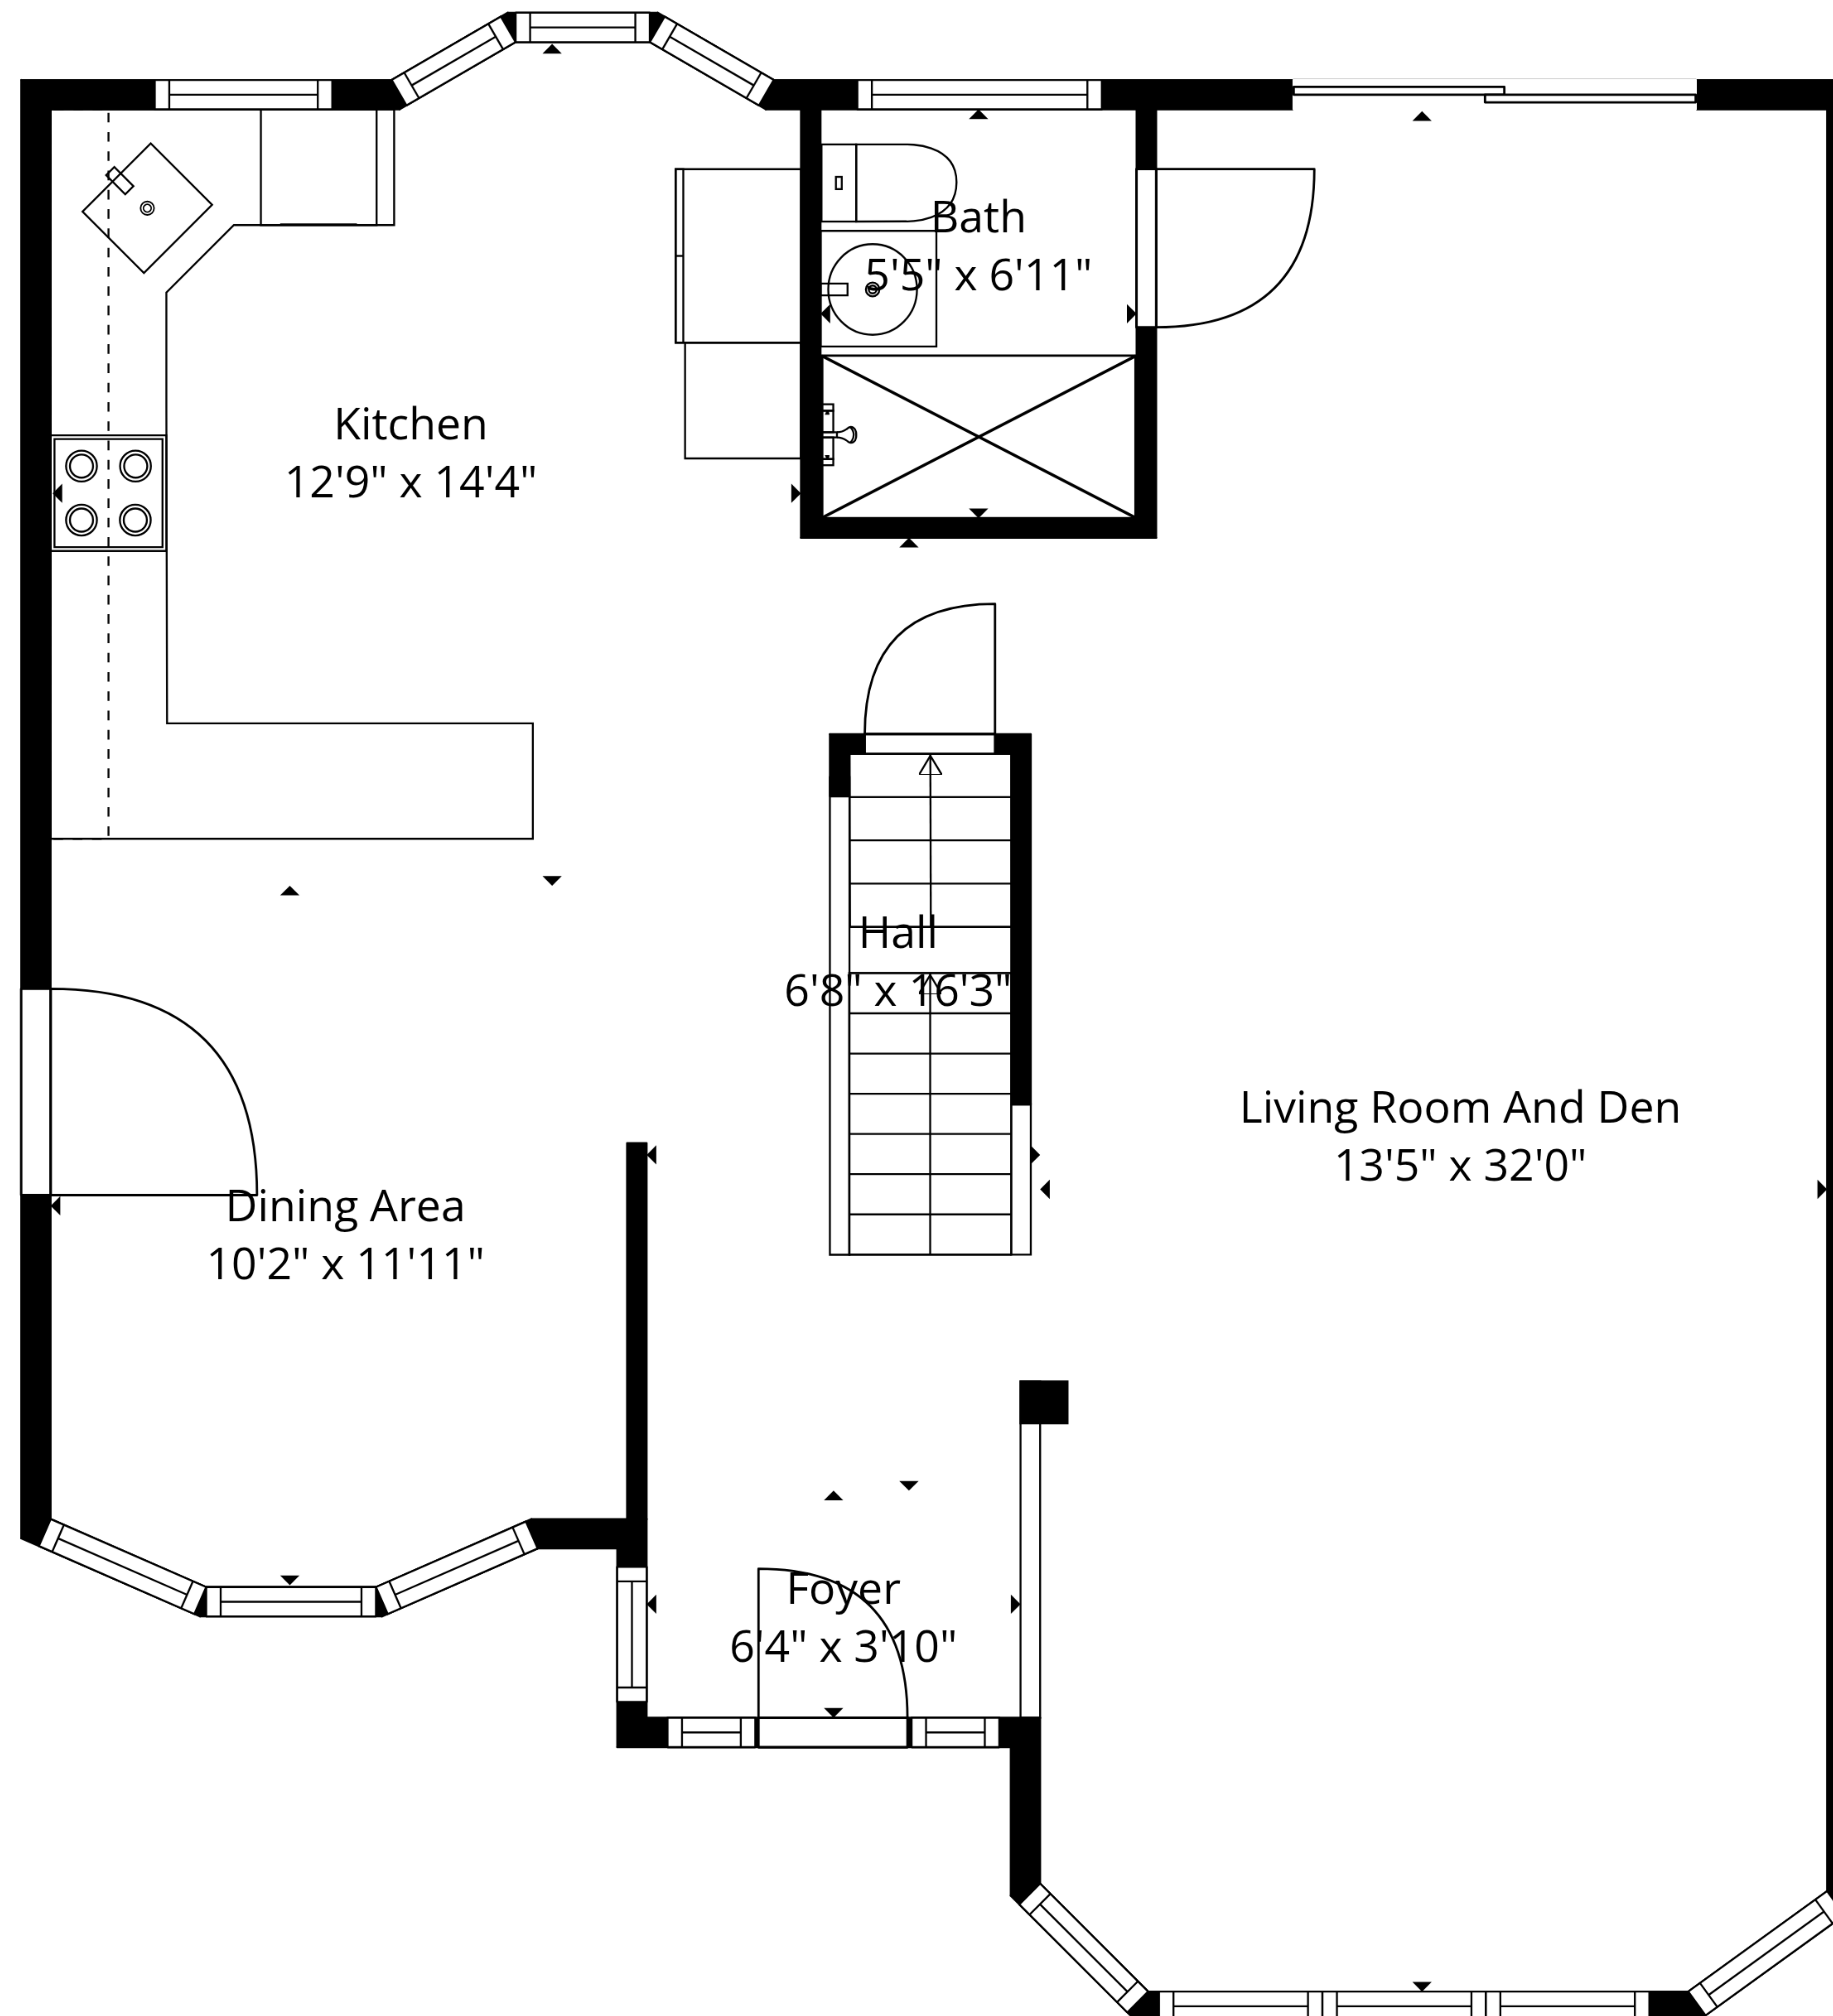 Bath
5'5" x 6'11"
Kitchen
12'9" x 14'4"
Hall
6'8" x 16'3"
Living Room And Den
13'5" x 32'0"
Dining Area
10'2" x 11'11"
Foyer
6'4" x 3'10"